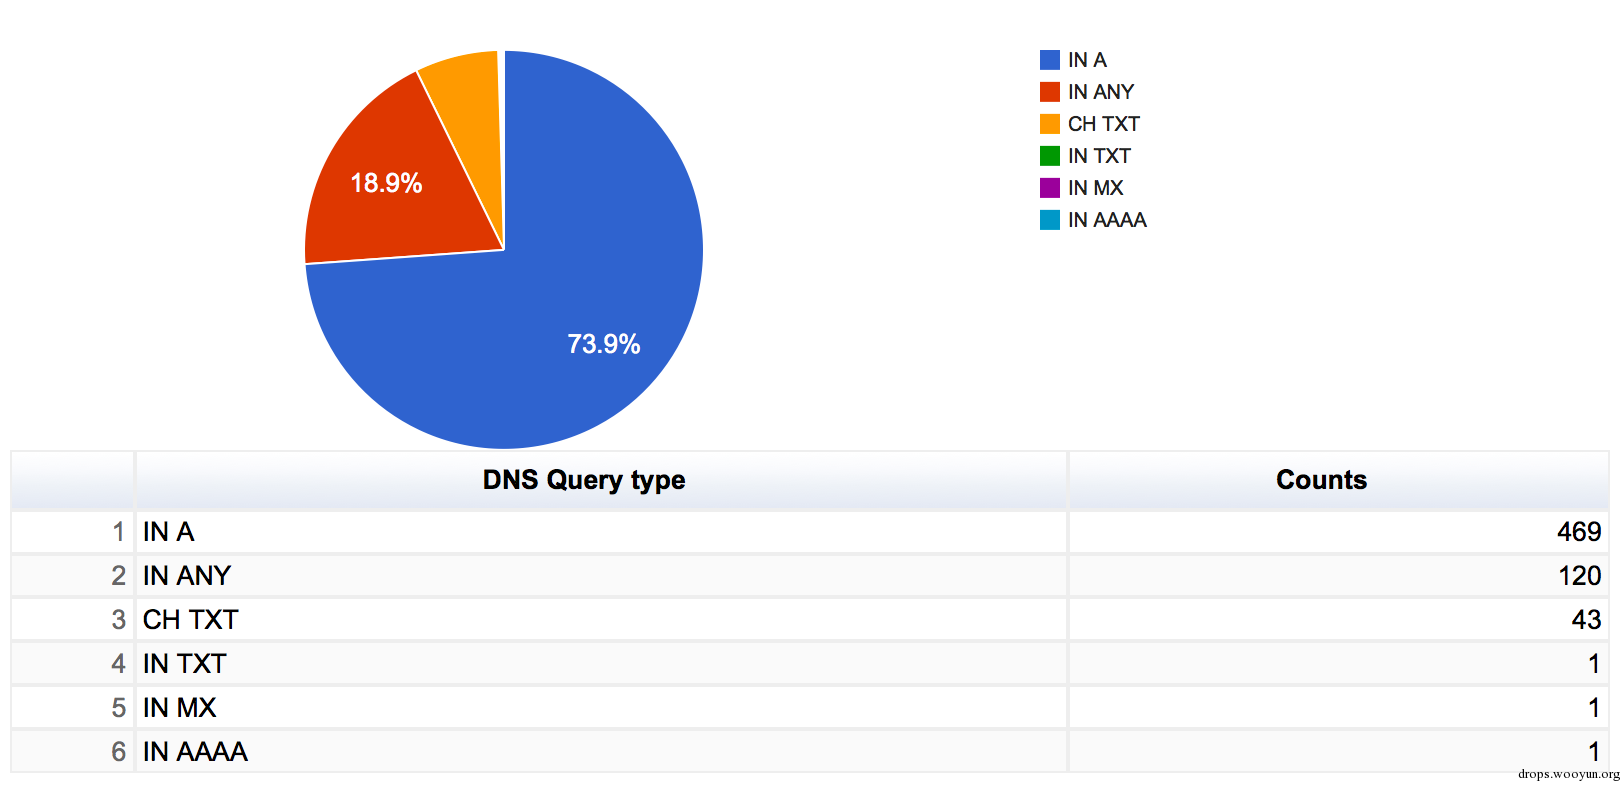 IN A
IN ANY
CH TXT
IN TXT
IN MX
IN AAAA
18.9%
73.9%
DNS Query type Counts
1 IN A 469
2 IN ANY 120
3 CH TXT 43
4 IN TXT 1
5 IN MX 1
6 IN AAAA 1
drops.wooyun.org